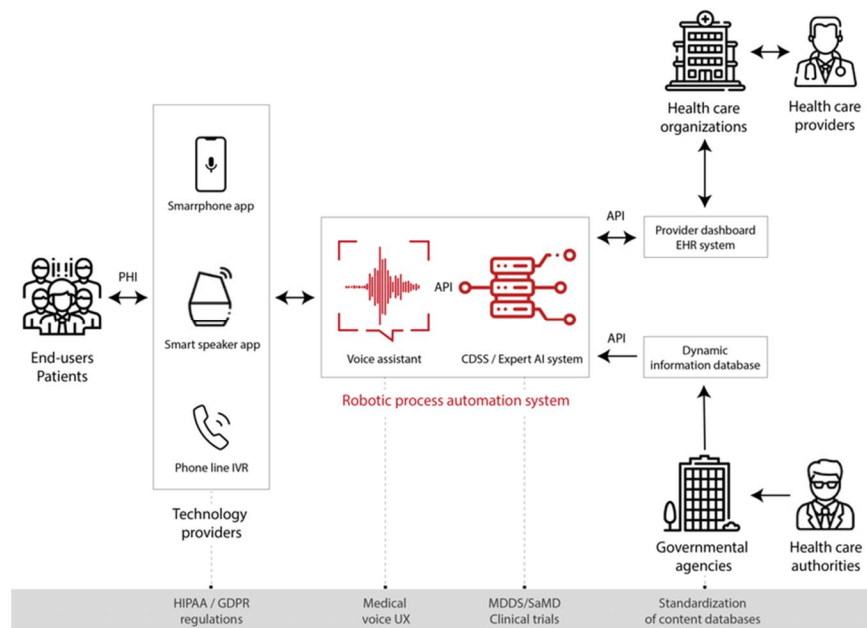 Health care
organizations
Health care
providers
Smarrphone app
API
Provider dashboard
EHR system
PHI
API
End-users
Patients
Smart speaker app
Voice assistant
CDSS / Expert AI system
API
Dynamic
information database
Robotic process automation system
Phone line IVR
Technology
providers
Governmental
agencies
Health care
authorities
HIPAA / GDPR
regulations
Medical
voice UX
MDDS/SaMD
Clinical trials
Standardization
of content databases